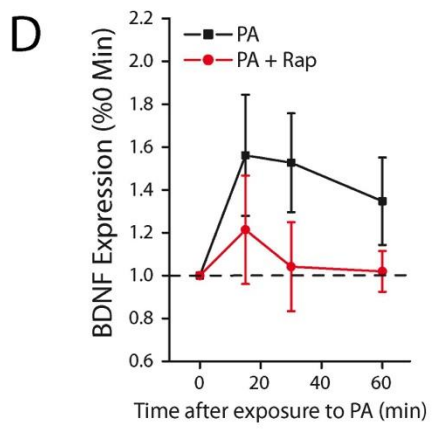 D
PA
PA + Rap
BDNF Expression (%0 Min)
2.2
2.0
1.8
1.6
1.4
1.2
1.0
0.8
0.6
0 20 40 60
Time after exposure to PA (min)